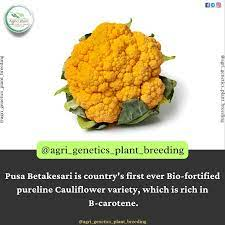 @agri_genetics_plant_breeding
@agri_genetics_plant_breeding
@agri_genetics_plant_breeding
Pusa Betakesari is country's first ever Bio-fortified
pureline Cauliflower variety, which is rich in
B-carotene.
@agri_genetics_plant_breeding